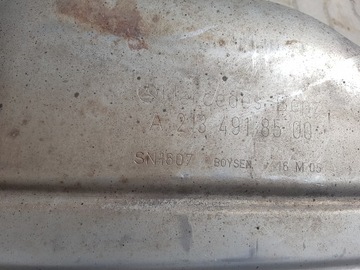 Mercedes-Benz
A 213 491 85 00
SN1607 BOYSEN 16 M 05